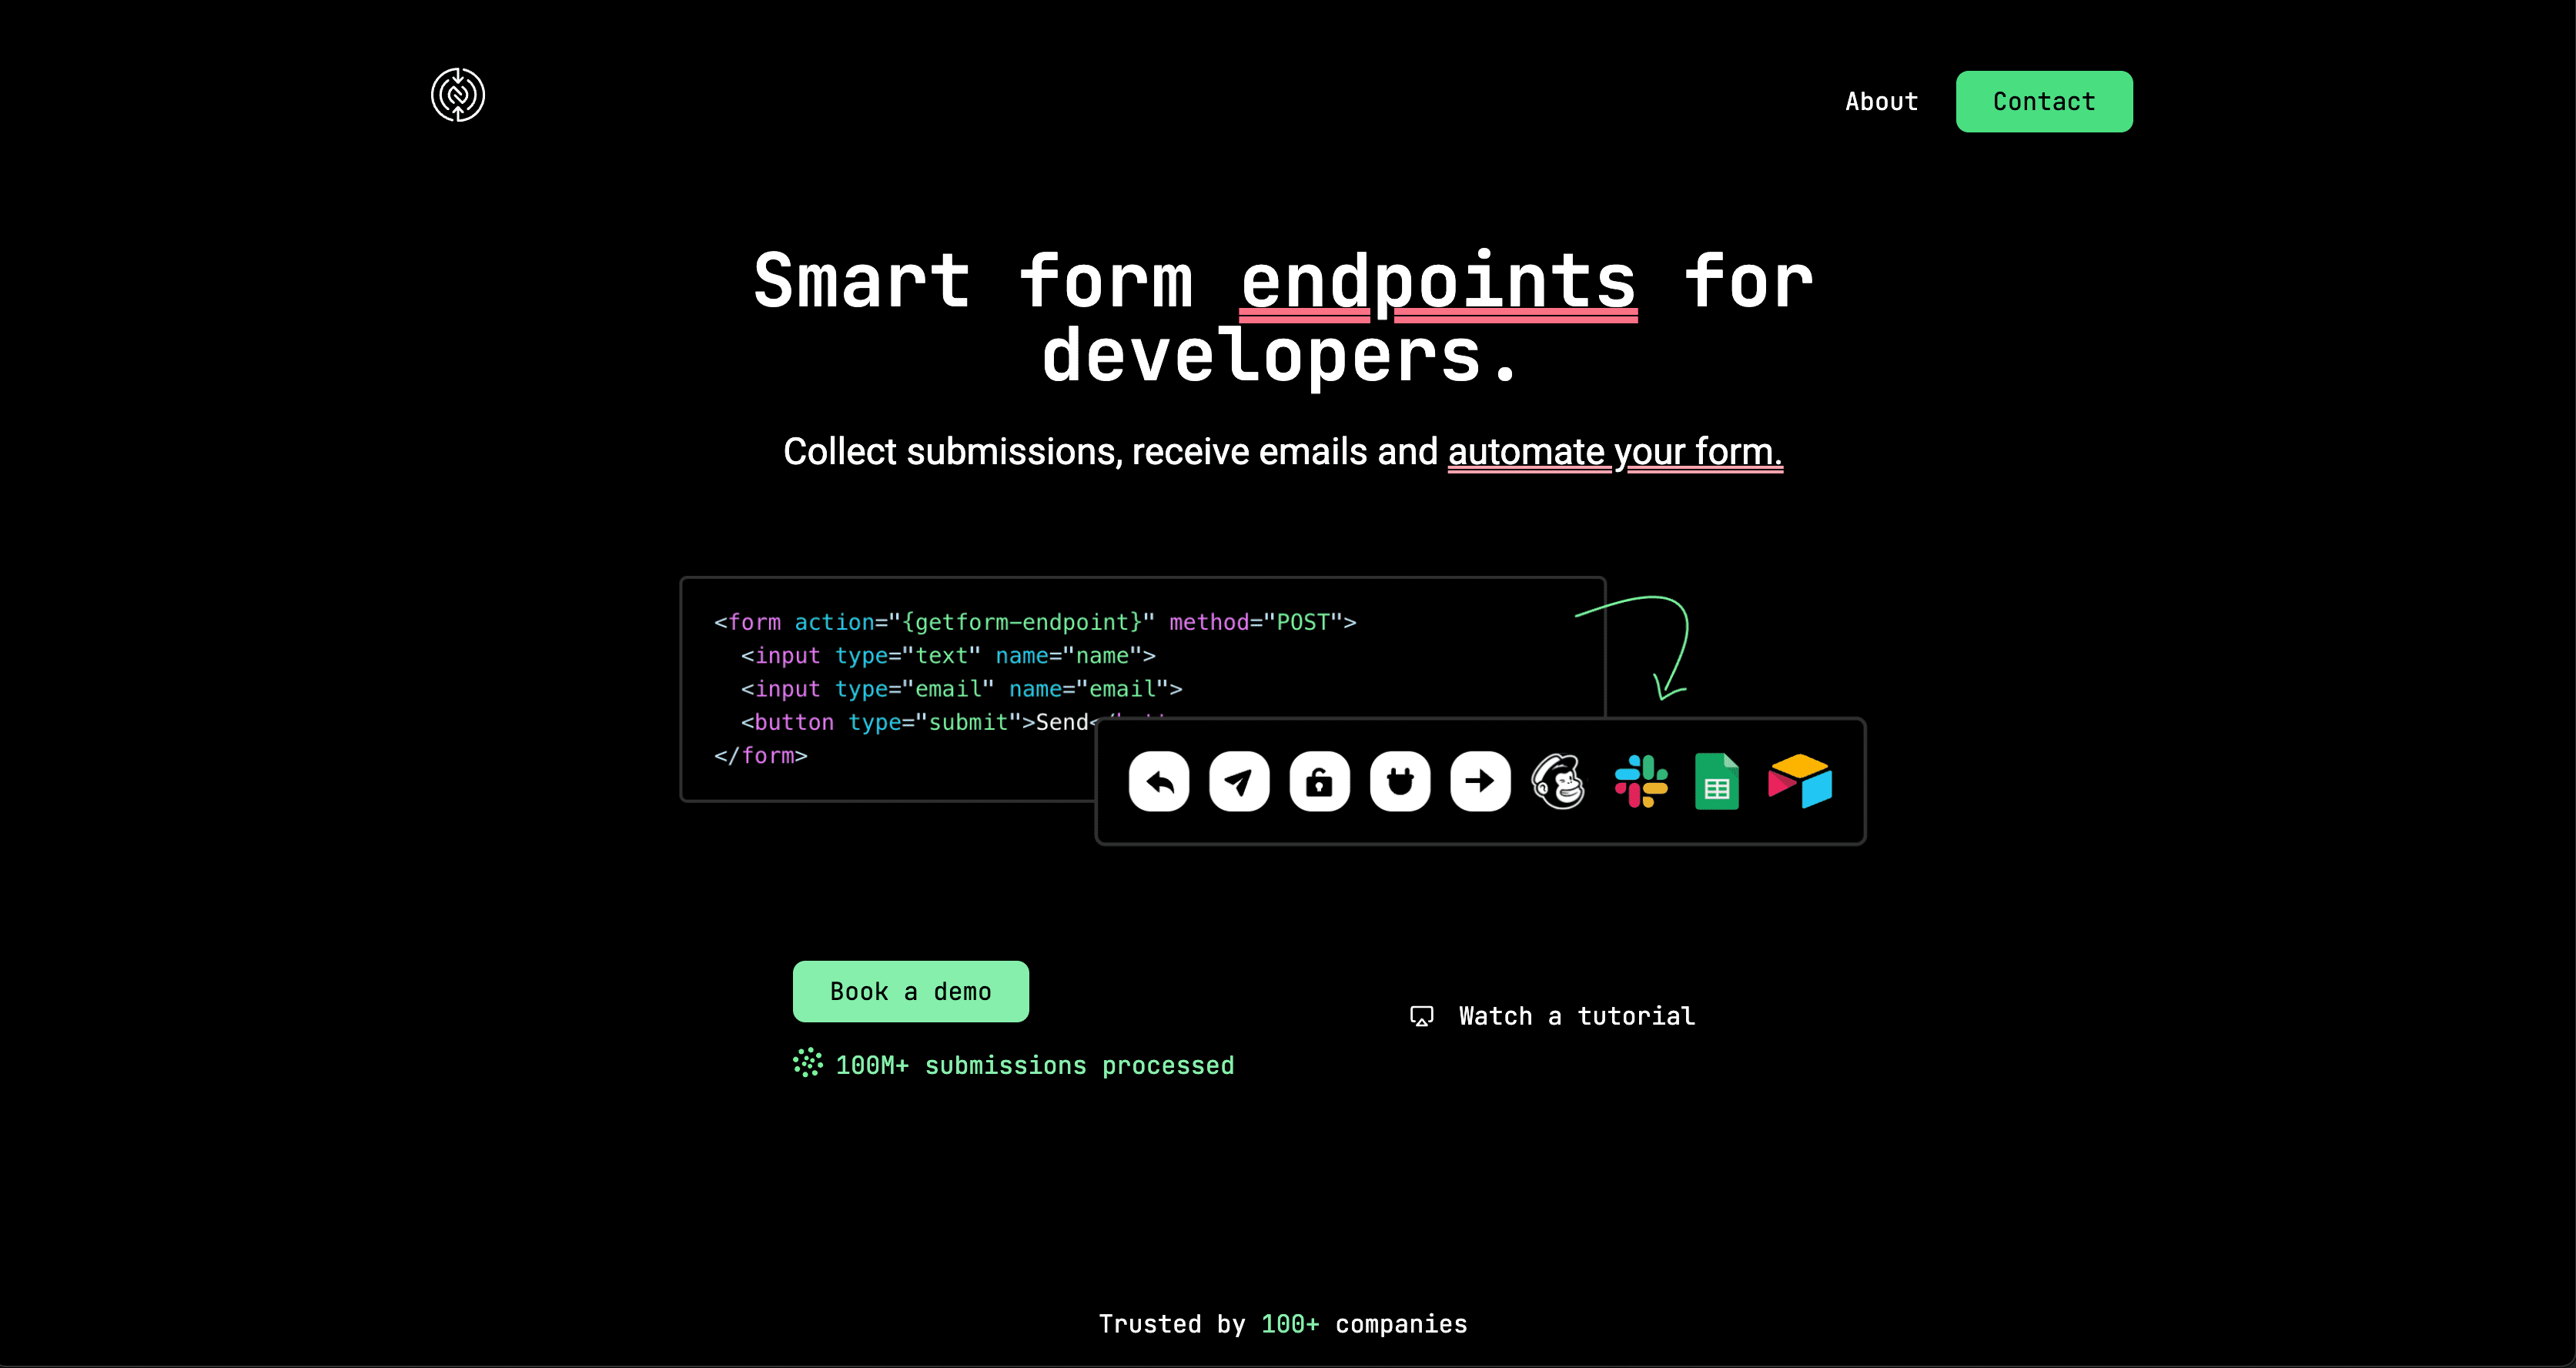 About
Contact
Smart form endpoints for
developers.
Collect submissions, receive emails and automate your form.
<form action="{getform-endpoint}" method="POST">
<input type="text" name="name">
<input type="email" name="email">
<button type="submit">Send</
</form>
Book a demo
Watch a tutorial
100M+ submissions processed
Trusted by 100+ companies